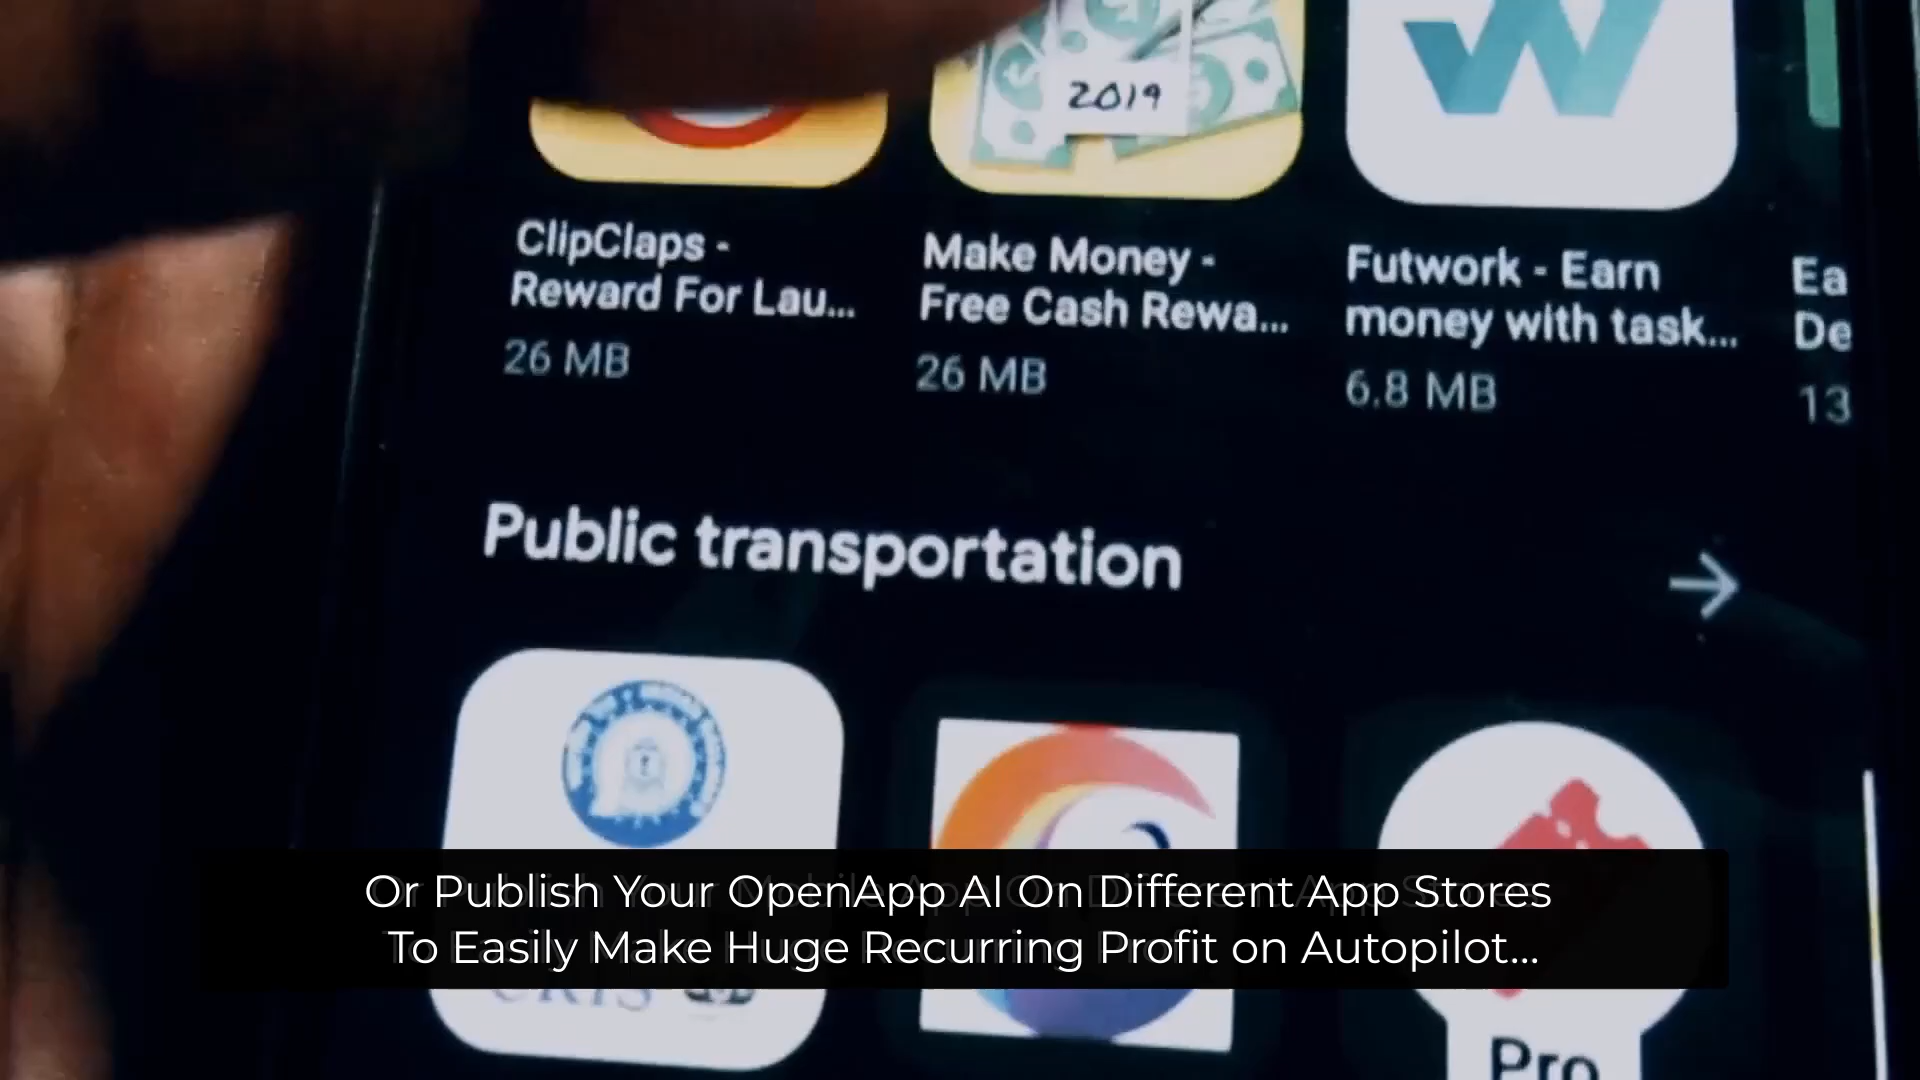 2019
ClipClaps -
Reward For Lau...
26 MB
Make Money -
Free Cash Rewa...
26 MB
Futwork - Earn
money with task...
6.8 MB
Ea
De
13
Public transportation
CRIS
Pro
Or Publish Your OpenApp AI On Different App Stores
To Easily Make Huge Recurring Profit on Autopilot...